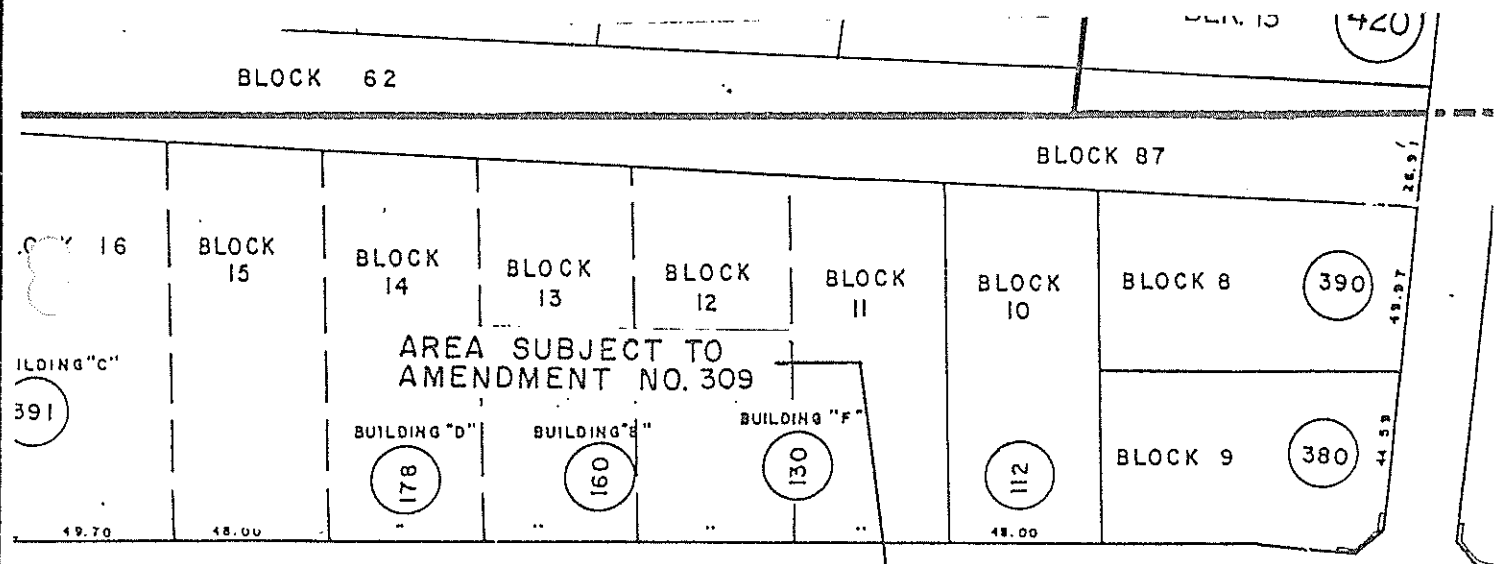 420
BLOCK 62
BLOCK 87
26.91
16
BLOCK
15
BLOCK
14
BLOCK
13
BLOCK
12
BLOCK
11
BLOCK
10
BLOCK 8
390
AREA SUBJECT TO
AMENDMENT NO. 309
ILDING "C"
391
BUILDING "D"
178
BUILDING "E"
160
BUILDING "F"
130
112
BLOCK 9
380
49.70
48.00
"
"
"
"
48.00